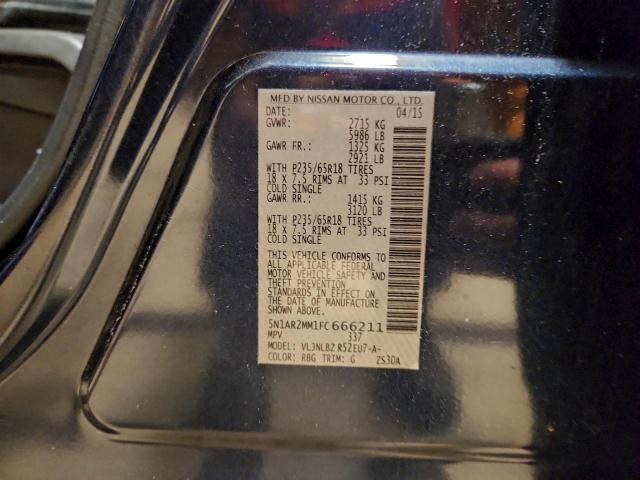 MFD BY NISSAN MOTOR CO., LTD.
DATE: 04/15
GVWR: 2715 KG
5986 LB
GAWR FR.: 1325 KG
2921 LB
WITH P235/65R18 TIRES
18 X 7.5 RIMS AT 33 PSI
COLD SINGLE
GAWR RR.: 1415 KG
3120 LB
WITH P235/65R18 TIRES
18 X 7.5 RIMS AT 33 PSI
COLD SINGLE
THIS VEHICLE CONFORMS TO
ALL APPLICABLE FEDERAL
MOTOR VEHICLE SAFETY AND
THEFT PREVENTION
STANDARDS IN EFFECT ON
THE DATE OF MANUFACTURE
SHOWN ABOVE.
5N1AR2MM1FC666211
MPV 337
MODEL: VLJNLBZ R52EU7-A-
COLOR: RBG TRIM: G ZS30A